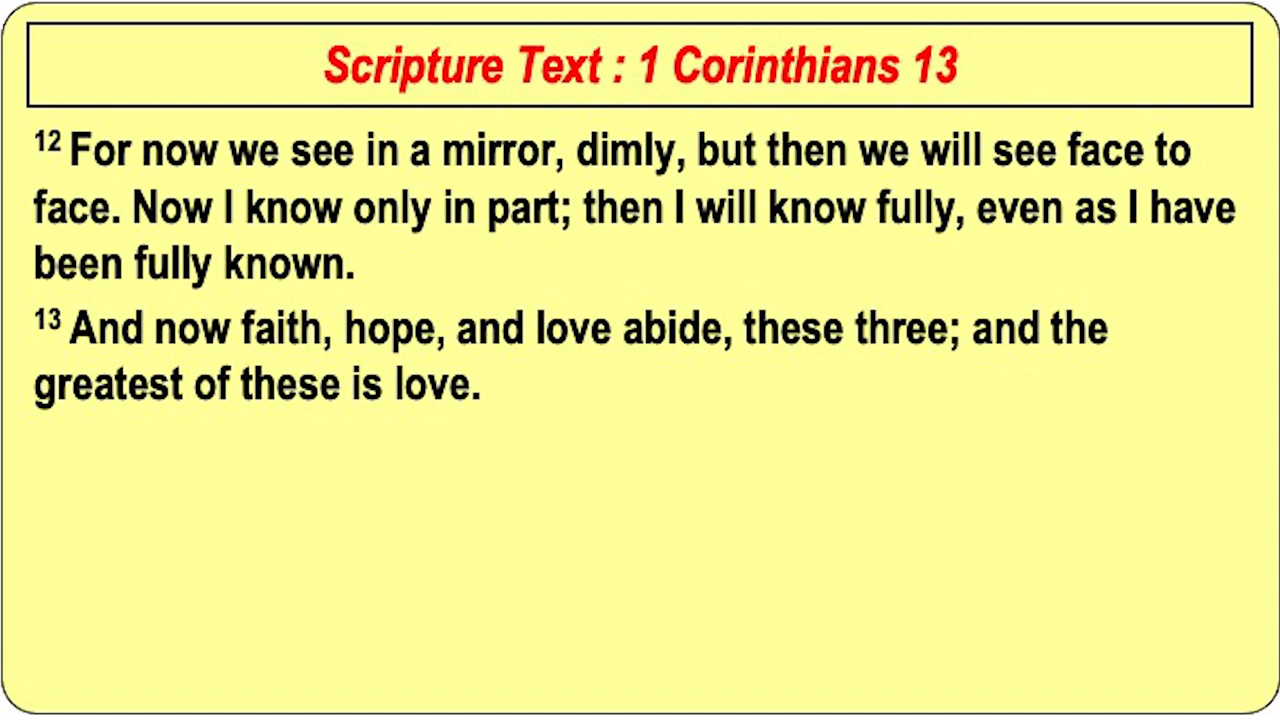 Scripture Text : 1 Corinthians 13
12 For now we see in a mirror, dimly, but then we will see face to
face. Now I know only in part; then I will know fully, even as I have
been fully known.
13 And now faith, hope, and love abide, these three; and the
greatest of these is love.